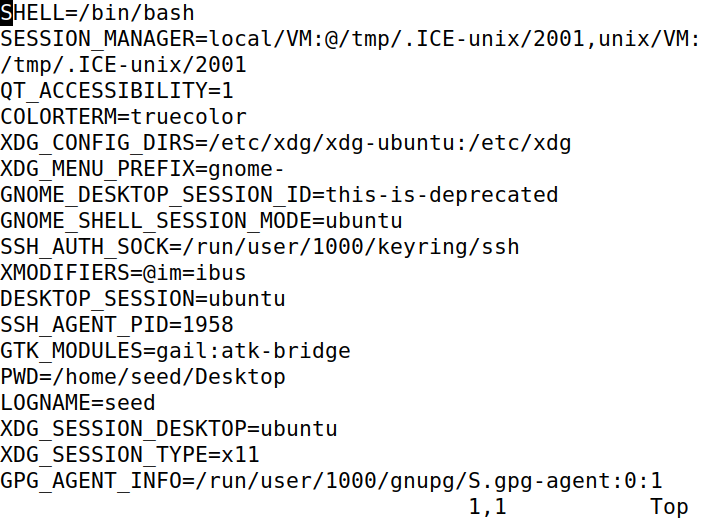 SHELL=/bin/bash
SESSION_MANAGER=local/VM:@/tmp/.ICE-unix/2001,unix/VM:
/tmp/.ICE-unix/2001
QT_ACCESSIBILITY=1
COLORTERM=truecolor
XDG_CONFIG_DIRS=/etc/xdg/xdg-ubuntu:/etc/xdg
XDG_MENU_PREFIX=gnome-
GNOME_DESKTOP_SESSION_ID=this-is-deprecated
GNOME_SHELL_SESSION_MODE=ubuntu
SSH_AUTH_SOCK=/run/user/1000/keyring/ssh
XMODIFIERS=@im=ibus
DESKTOP_SESSION=ubuntu
SSH_AGENT_PID=1958
GTK_MODULES=gail:atk-bridge
PWD=/home/seed/Desktop
LOGNAME=seed
XDG_SESSION_DESKTOP=ubuntu
XDG_SESSION_TYPE=x11
GPG_AGENT_INFO=/run/user/1000/gnupg/S.gpg-agent:0:1
1,1 Top